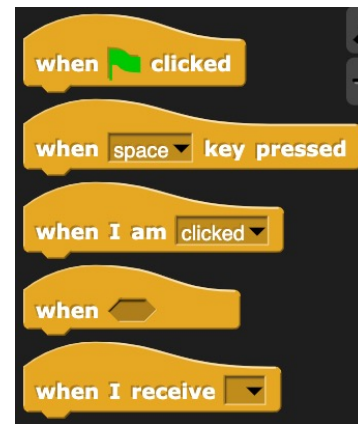 when clicked
when space key pressed
when I am clicked
when
when I receive